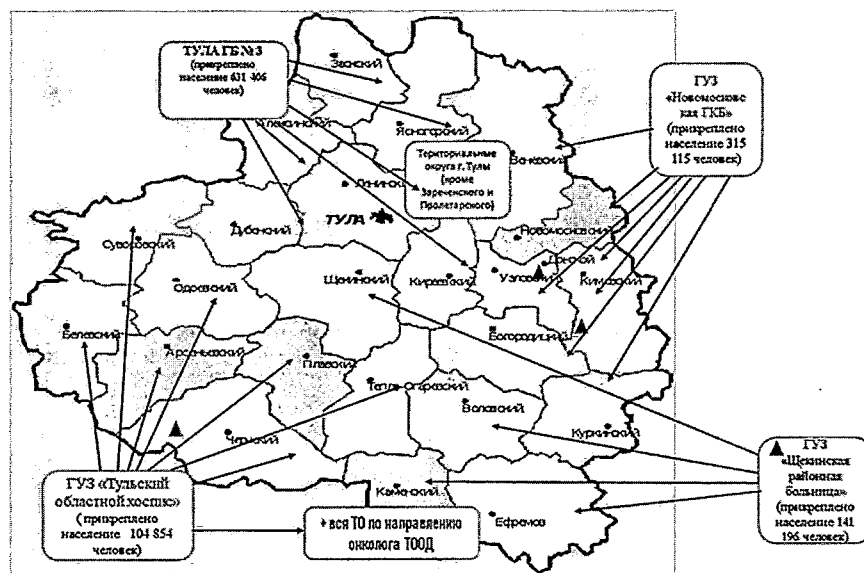 ТУЛА ГБ №3
(прикреплено
население 631 406
человек)
ГУЗ
«Новомосковс
кая ГКБ»
(прикреплено
население 315
115 человек)
Территориальные
округа г. Тулы
(кроме
Зареченского и
Пролетарского)
Заокский
Ясногорский
Веневский
ТУЛА
Суворовский
Дубенский
Новомосковский
Донской
Узловский
Кимовский
Одоевский
Щекинский
Киреевский
Богородицкий
Белевский
Арсеньевский
Плавский
Тепло-Огаревский
Воловский
Куркинский
Чернский
Каменский
Ефремов
ГУЗ «Тульский
областной хоспис»
(прикреплено
население 104 854
человек)
+ вся ТО по направлению
онколога ТООД
ГУЗ
«Щекинская
районная
больница»
(прикреплено
население 141
196 человек)